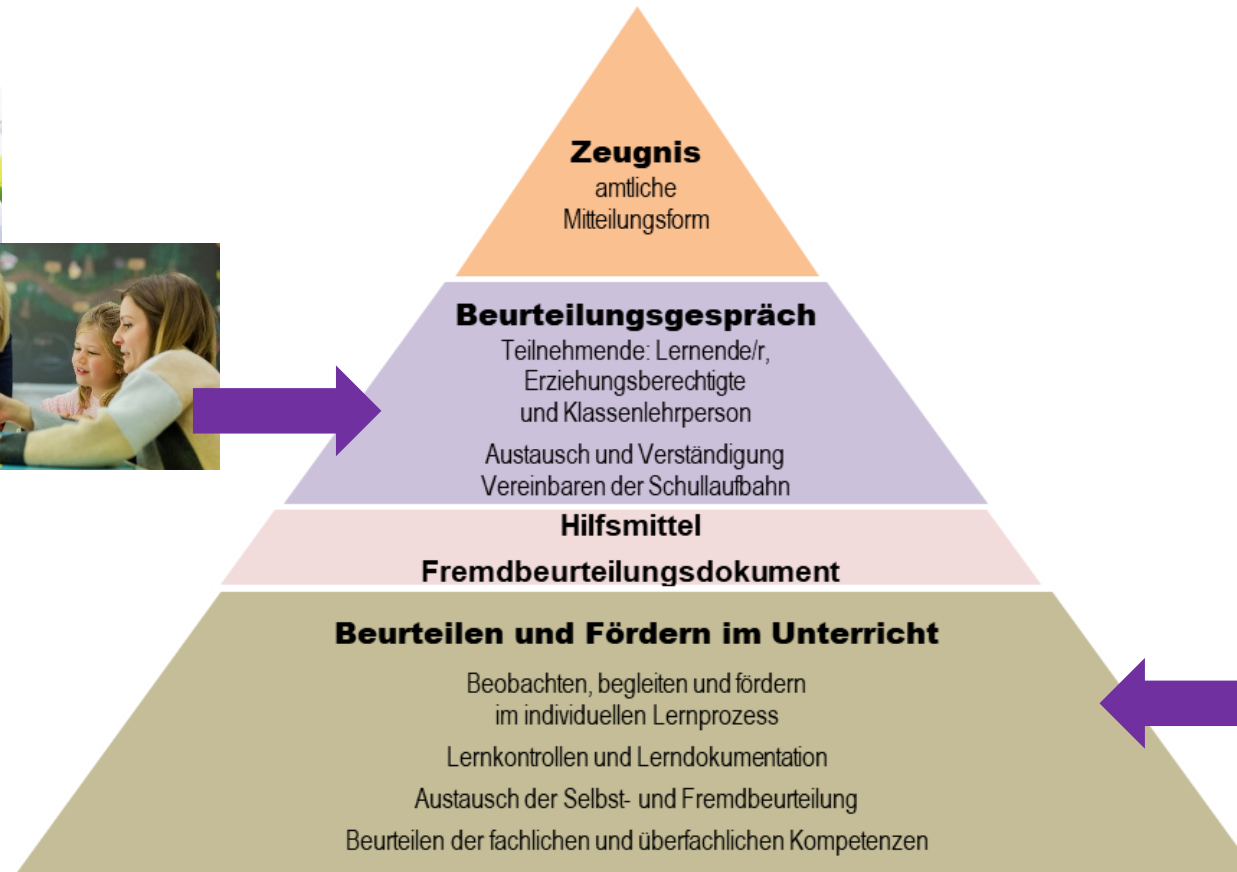 Zeugnis
amtliche
Mitteilungsform
Beurteilungsgespräch
Teilnehmende: Lernende/r,
Erziehungsberechtigte
und Klassenlehrperson
Austausch und Verständigung
Vereinbaren der Schullaufbahn
Hilfsmittel
Fremdbeurteilungsdokument
Beurteilen und Fördern im Unterricht
Beobachten, begleiten und fördern
im individuellen Lernprozess
Lernkontrollen und Lerndokumentation
Austausch der Selbst- und Fremdbeurteilung
Beurteilen der fachlichen und überfachlichen Kompetenzen